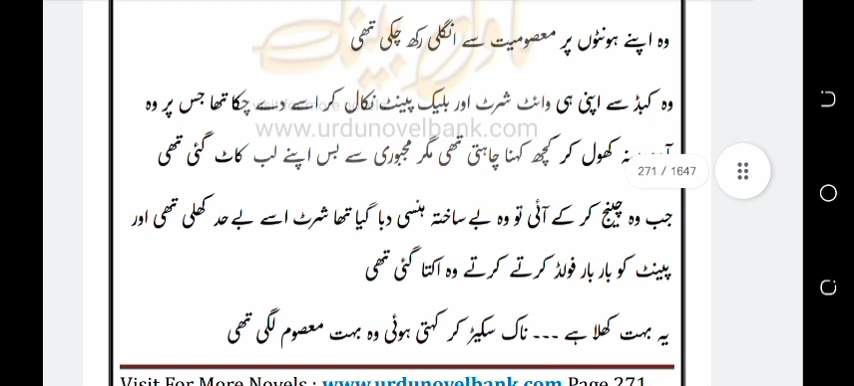 وہ اپنے ہونٹوں پر معصومیت سے انگلی رکھ چکی تھی
وہ کبڈ سے اپنی ہی وائٹ شرٹ اور بلیک پینٹ نکال کر اسے دے چکا تھا جس پر وہ
www.urdunovelbank.com
کھول کر کچھ کہنا چاہتی تھی مگر مجبوری سے بس اپنے لب کاٹ گئی تھی
271 / 1647
جب وہ چینج کر کے آئی تو وہ بے ساختہ ہنسی دبا گیا تھا شرٹ اسے بے حد کھلی تھی اور
پینٹ کو بار بار فولڈ کرتے کرتے وہ اکتا گئی تھی
یہ بہت کھلا ہے ۔۔۔ ناک سکیڑ کر کہتی ہوئی وہ بہت معصوم لگی تھی
Visit For More Novels : www.urdunovelbank.com Page 271